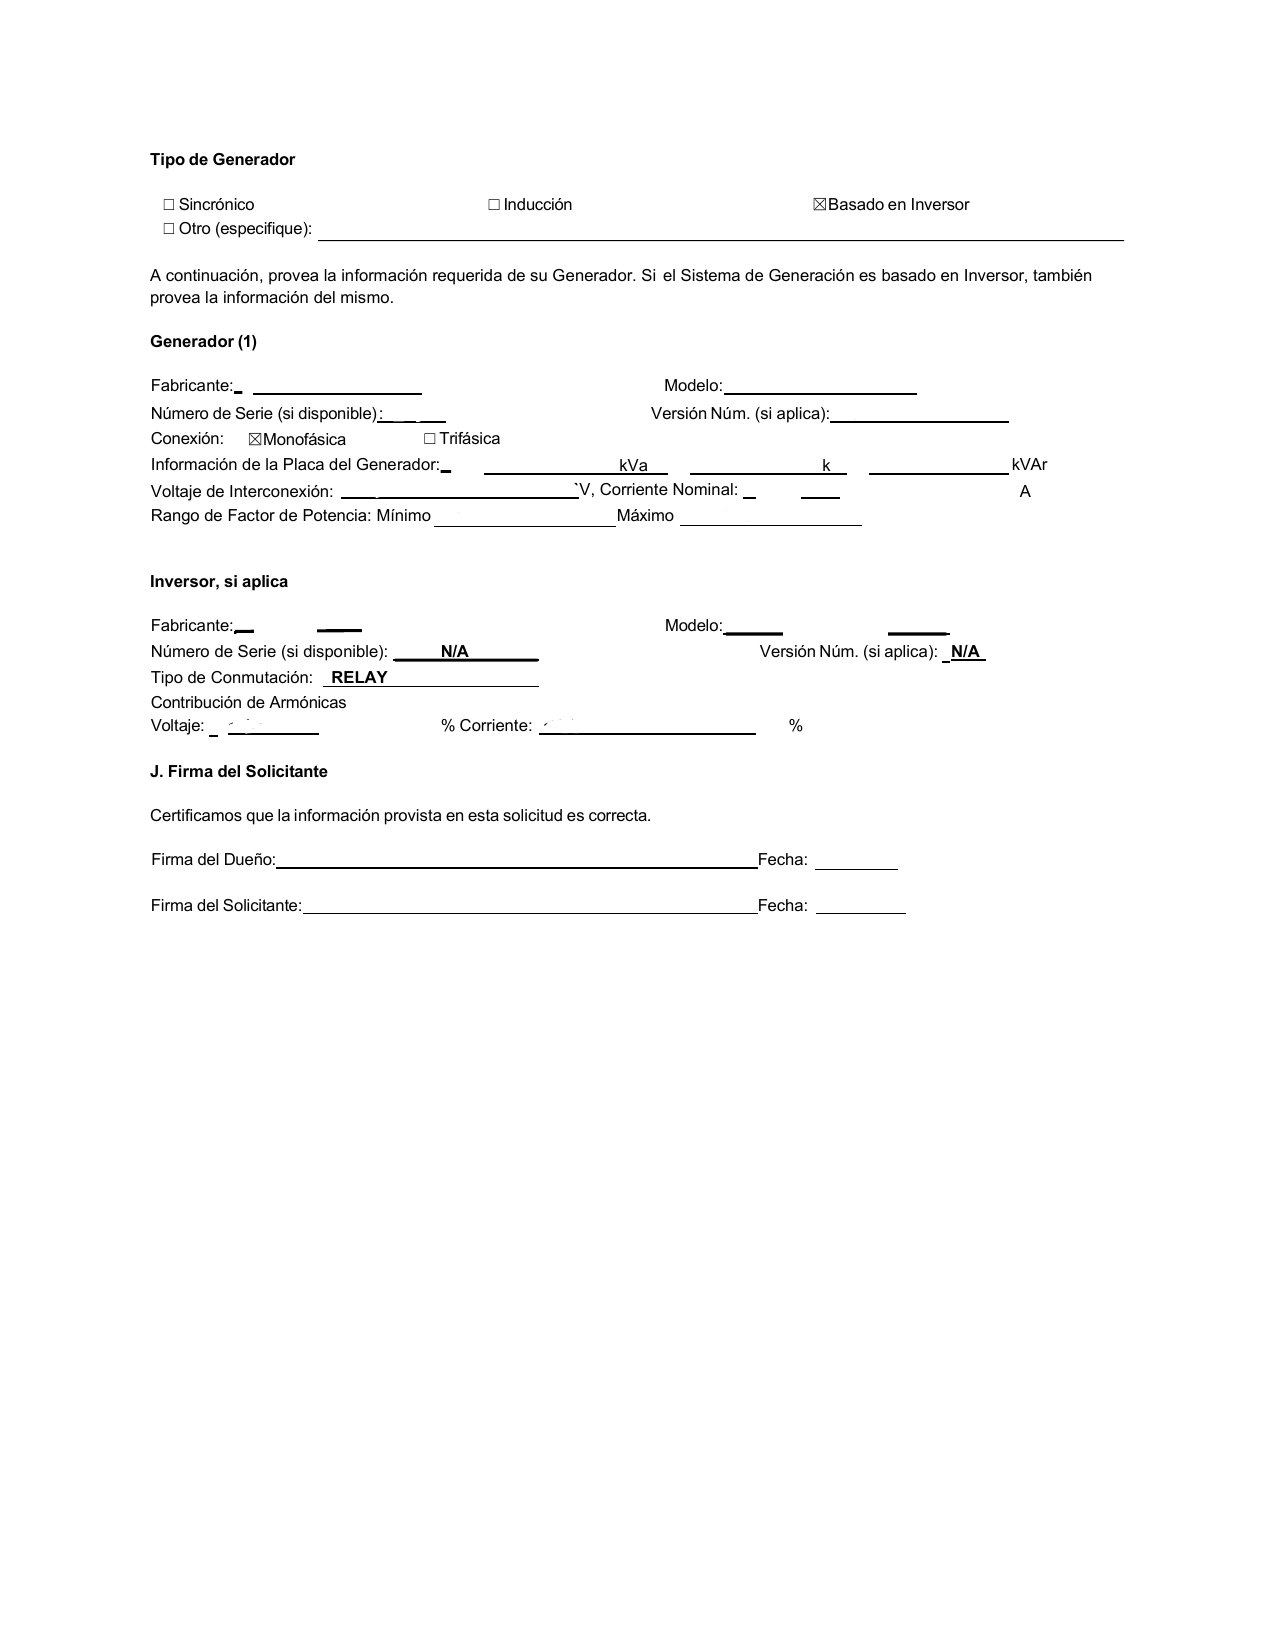 Tipo de Generador
☐ Sincrónico ☐ Inducción ☒Basado en Inversor
☐ Otro (especifique):
A continuación, provea la información requerida de su Generador. Si el Sistema de Generación es basado en Inversor, también
provea la información del mismo.
Generador (1)
Fabricante: Modelo:
Número de Serie (si disponible): Versión Núm. (si aplica):
Conexión: ☒Monofásica ☐ Trifásica
Información de la Placa del Generador: kVa k kVAr
Voltaje de Interconexión: `V, Corriente Nominal: A
Rango de Factor de Potencia: Mínimo Máximo
Inversor, si aplica
Fabricante: Modelo:
Número de Serie (si disponible): N/A Versión Núm. (si aplica): N/A
Tipo de Conmutación: RELAY
Contribución de Armónicas
Voltaje: % Corriente: %
J. Firma del Solicitante
Certificamos que la información provista en esta solicitud es correcta.
Firma del Dueño: Fecha:
Firma del Solicitante: Fecha: